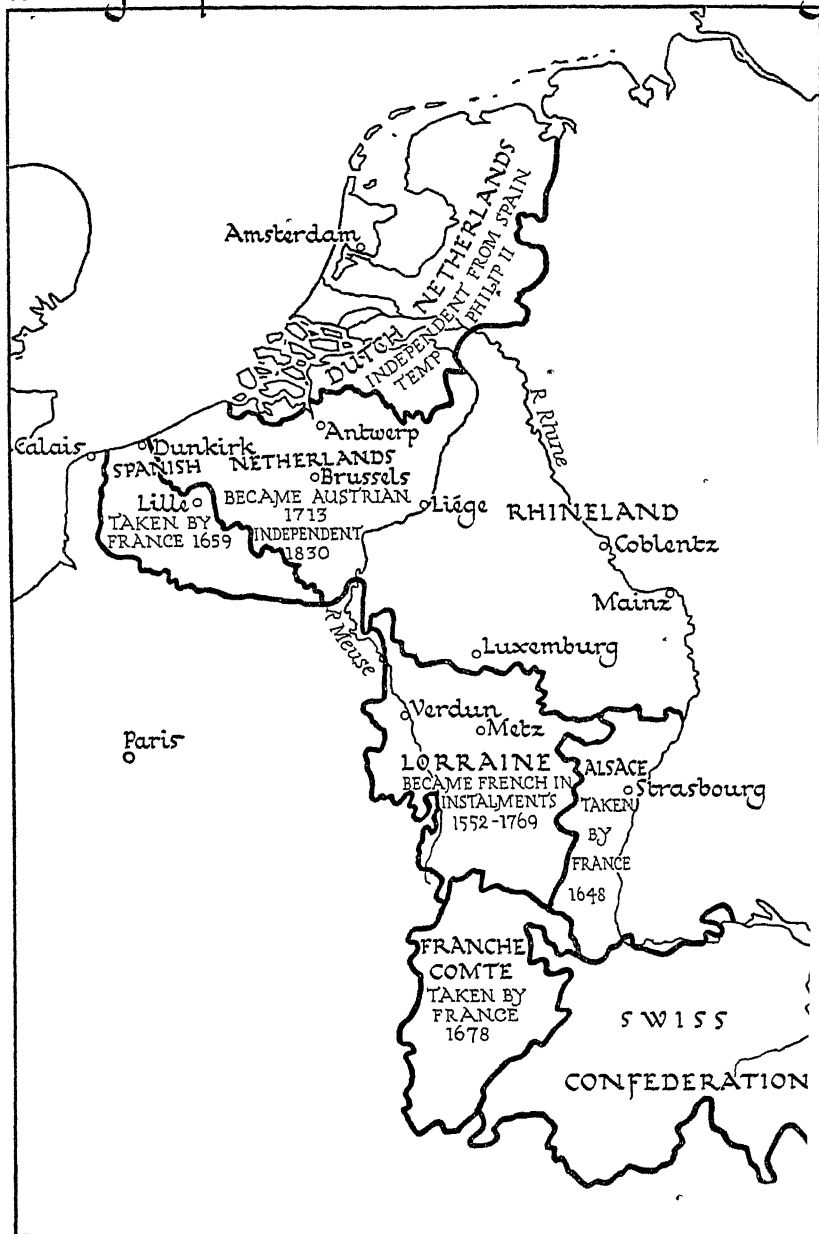 DUTCH NETHERLANDS
INDEPENDENT FROM SPAIN
TEMP PHILIP II
Amsterdam
Antwerp
Calais
Dunkirk
SPANISH NETHERLANDS
Brussels
BECAME AUSTRIAN
1713
INDEPENDENT
1830
Lille
TAKEN BY
FRANCE 1659
Liége
R Rhine
RHINELAND
Coblentz
Mainz
R Meuse
Luxemburg
Verdun
Metz
Paris
LORRAINE
BECAME FRENCH IN
INSTALMENTS
1552-1769
ALSACE
Strasbourg
TAKEN
BY
FRANCE
1648
FRANCHE
COMTE
TAKEN BY
FRANCE
1678
SWISS
CONFEDERATION